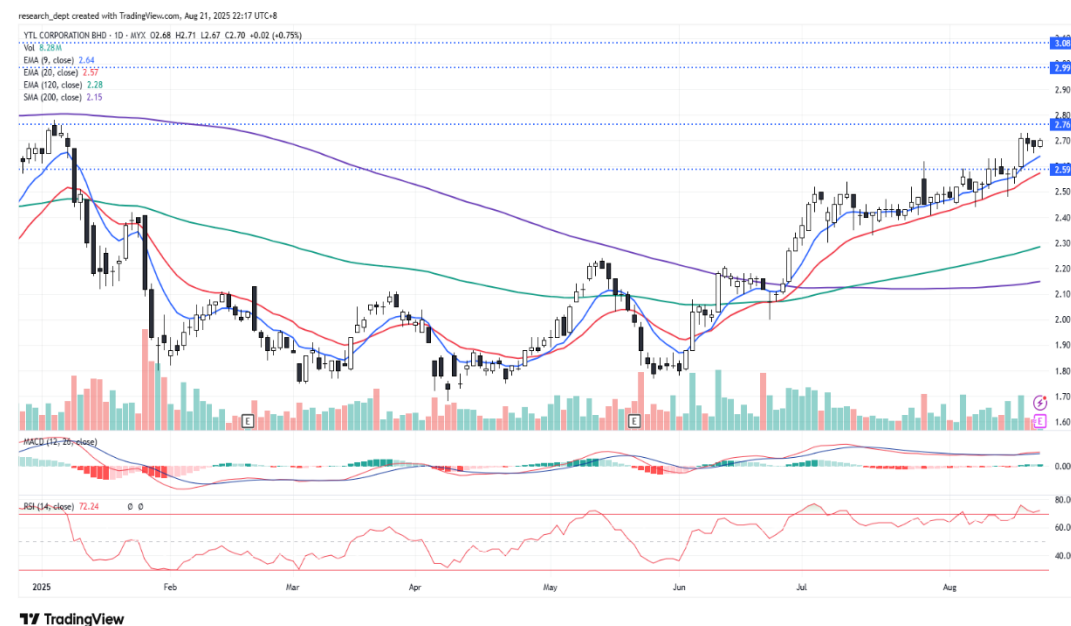 research_dept created with TradingView.com, Aug 21, 2025 22:17 UTC+8
YTL CORPORATION BHD · 1D · MYX O2.68 H2.71 L2.67 C2.70 +0.02 (+0.75%)
Vol 8.28M
EMA (9, close) 2.64
EMA (20, close) 2.57
EMA (120, close) 2.28
SMA (200, close) 2.15
3.08
2.99
2.90
2.80
2.76
2.70
2.59
2.50
2.40
2.30
2.20
2.10
2.00
1.90
1.80
1.70
1.60
E
E
E
MACD (12, 26, close)
0.00
RSI (14, close) 72.24 Ø Ø
80.0
60.0
40.0
2025 Feb Mar Apr May Jun Jul Aug
TradingView